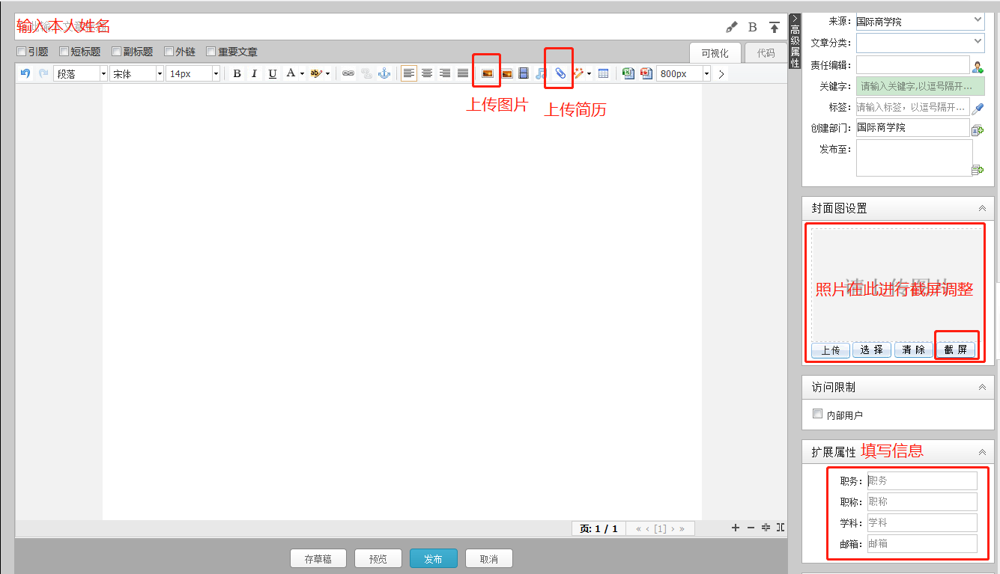 输入本人姓名
B
引题 短标题 副标题 外链 重要文章
可视化 代码
段落 宋体 14px B I U A ab 800px
上传图片 上传简历
页: 1 / 1 « ‹ [1] › »
存草稿 预览 发布 取消
高级属性
来源: 国际商学院
文章分类:
责任编辑:
关键字: 请输入关键字,以逗号隔开...
标签: 请输入标签，以逗号隔开...
创建部门: 国际商学院
发布至:
封面图设置
请上传图片
照片在此进行截屏调整
上传 选择 清除 截屏
访问限制
内部用户
扩展属性 填写信息
职务: 职务
职称: 职称
学科: 学科
邮箱: 邮箱